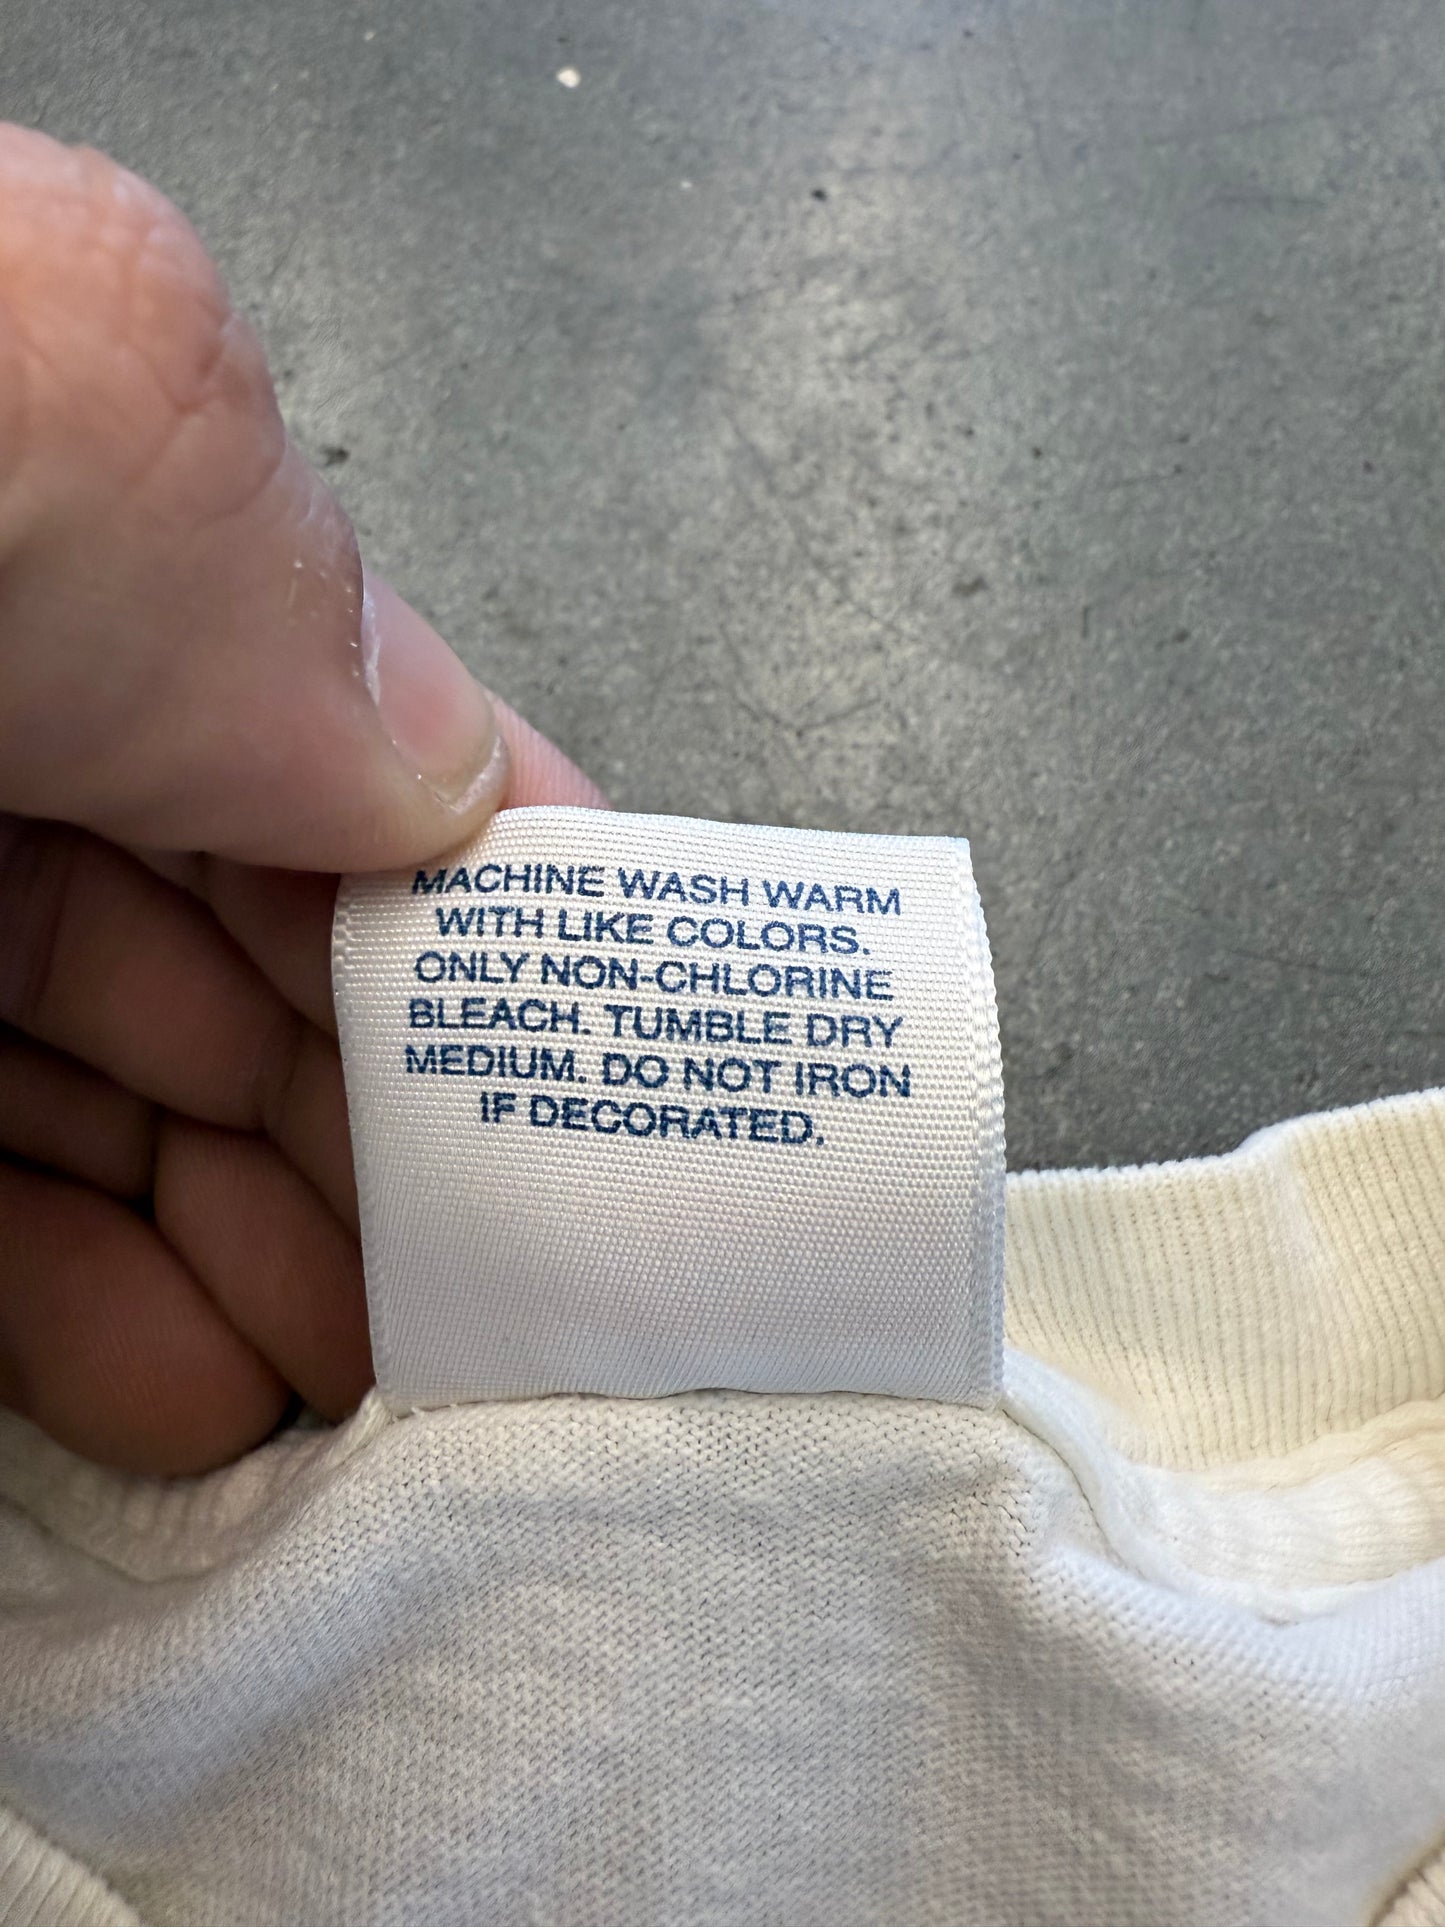 MACHINE WASH WARM
WITH LIKE COLORS.
ONLY NON-CHLORINE
BLEACH. TUMBLE DRY
MEDIUM. DO NOT IRON
IF DECORATED.